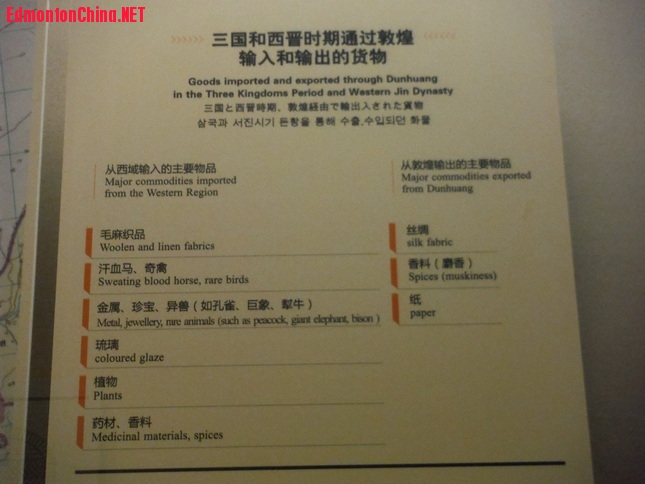 EdmontonChina.NET
三国和西晋时期通过敦煌
输入和输出的货物
Goods imported and exported through Dunhuang
in the Three Kingdoms Period and Western Jin Dynasty
三国と西晋時期、敦煌経由で輸出入された貨物
삼국과 서진시기 돈황을 통해 수출.수입되던 화물
从西域输入的主要物品
Major commodities imported
from the Western Region
毛麻织品
Woolen and linen fabrics
汗血马、奇禽
Sweating blood horse, rare birds
金属、珍宝、异兽（如孔雀、巨象、犁牛）
Metal, jewellery, rare animals (such as peacock, giant elephant, bison )
琉璃
coloured glaze
植物
Plants
药材、香料
Medicinal materials, spices
从敦煌输出的主要物品
Major commodities exported
from Dunhuang
丝绸
silk fabric
香料（麝香）
Spices (muskiness)
纸
paper